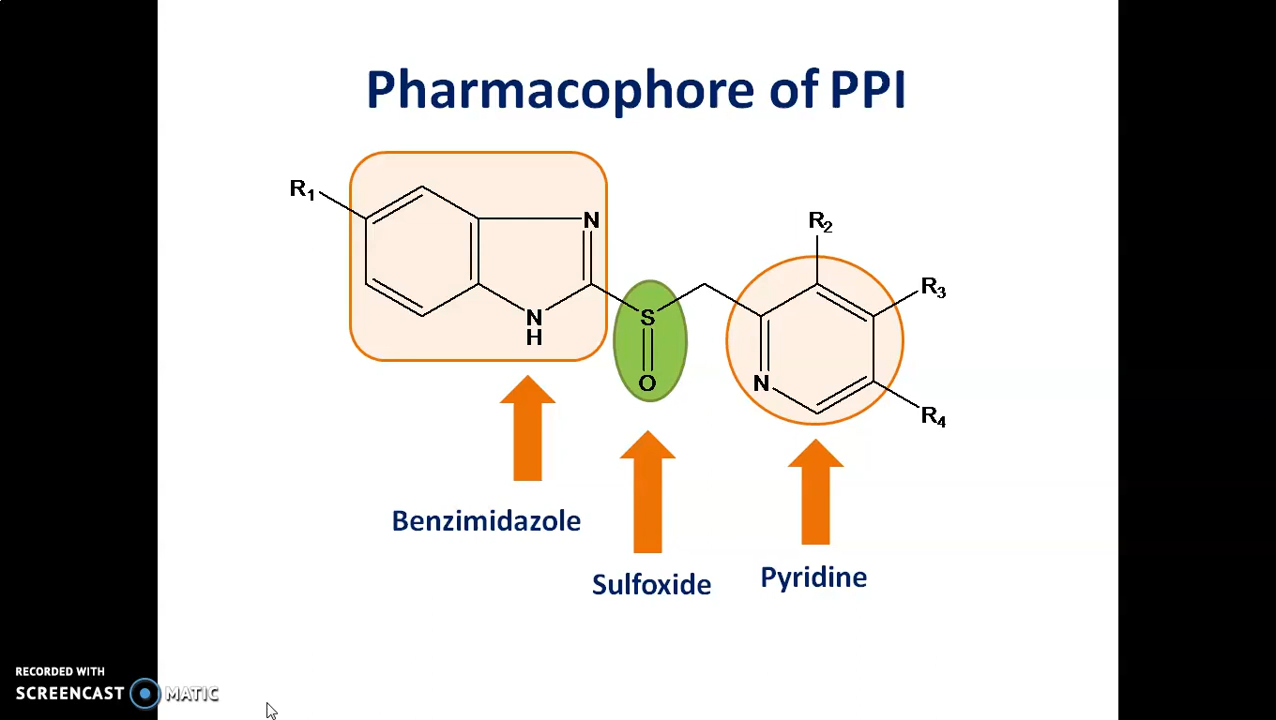 Pharmacophore of PPI
R1
N
N
H
S
O
R2
R3
N
R4
Benzimidazole
Sulfoxide
Pyridine
RECORDED WITH
SCREENCAST MATIC